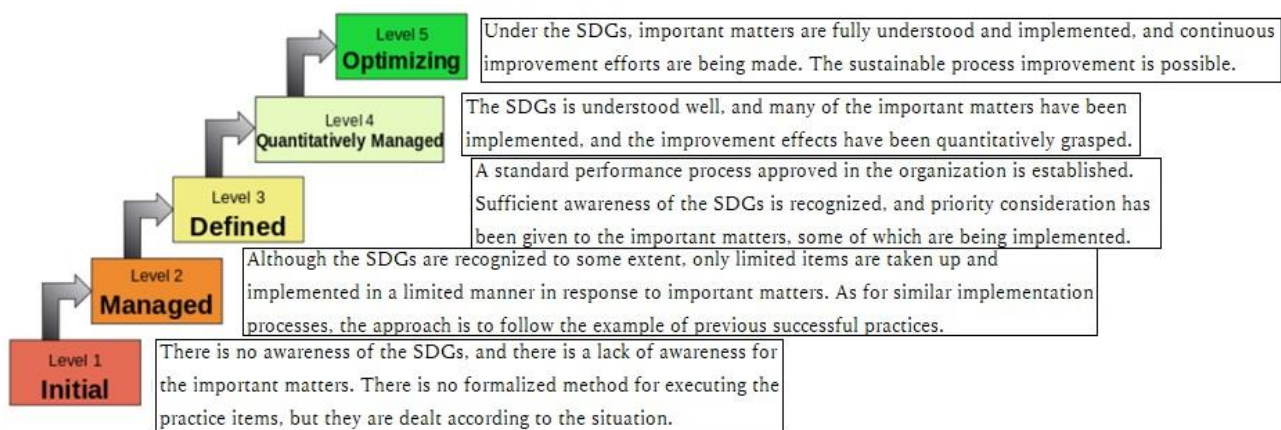 Level 5
Optimizing
Under the SDGs, important matters are fully understood and implemented, and continuous
improvement efforts are being made. The sustainable process improvement is possible.
Level 4
Quantitatively Managed
The SDGs is understood well, and many of the important matters have been
implemented, and the improvement effects have been quantitatively grasped.
Level 3
Defined
A standard performance process approved in the organization is established.
Sufficient awareness of the SDGs is recognized, and priority consideration has
been given to the important matters, some of which are being implemented.
Level 2
Managed
Although the SDGs are recognized to some extent, only limited items are taken up and
implemented in a limited manner in response to important matters. As for similar implementation
processes, the approach is to follow the example of previous successful practices.
Level 1
Initial
There is no awareness of the SDGs, and there is a lack of awareness for
the important matters. There is no formalized method for executing the
practice items, but they are dealt according to the situation.